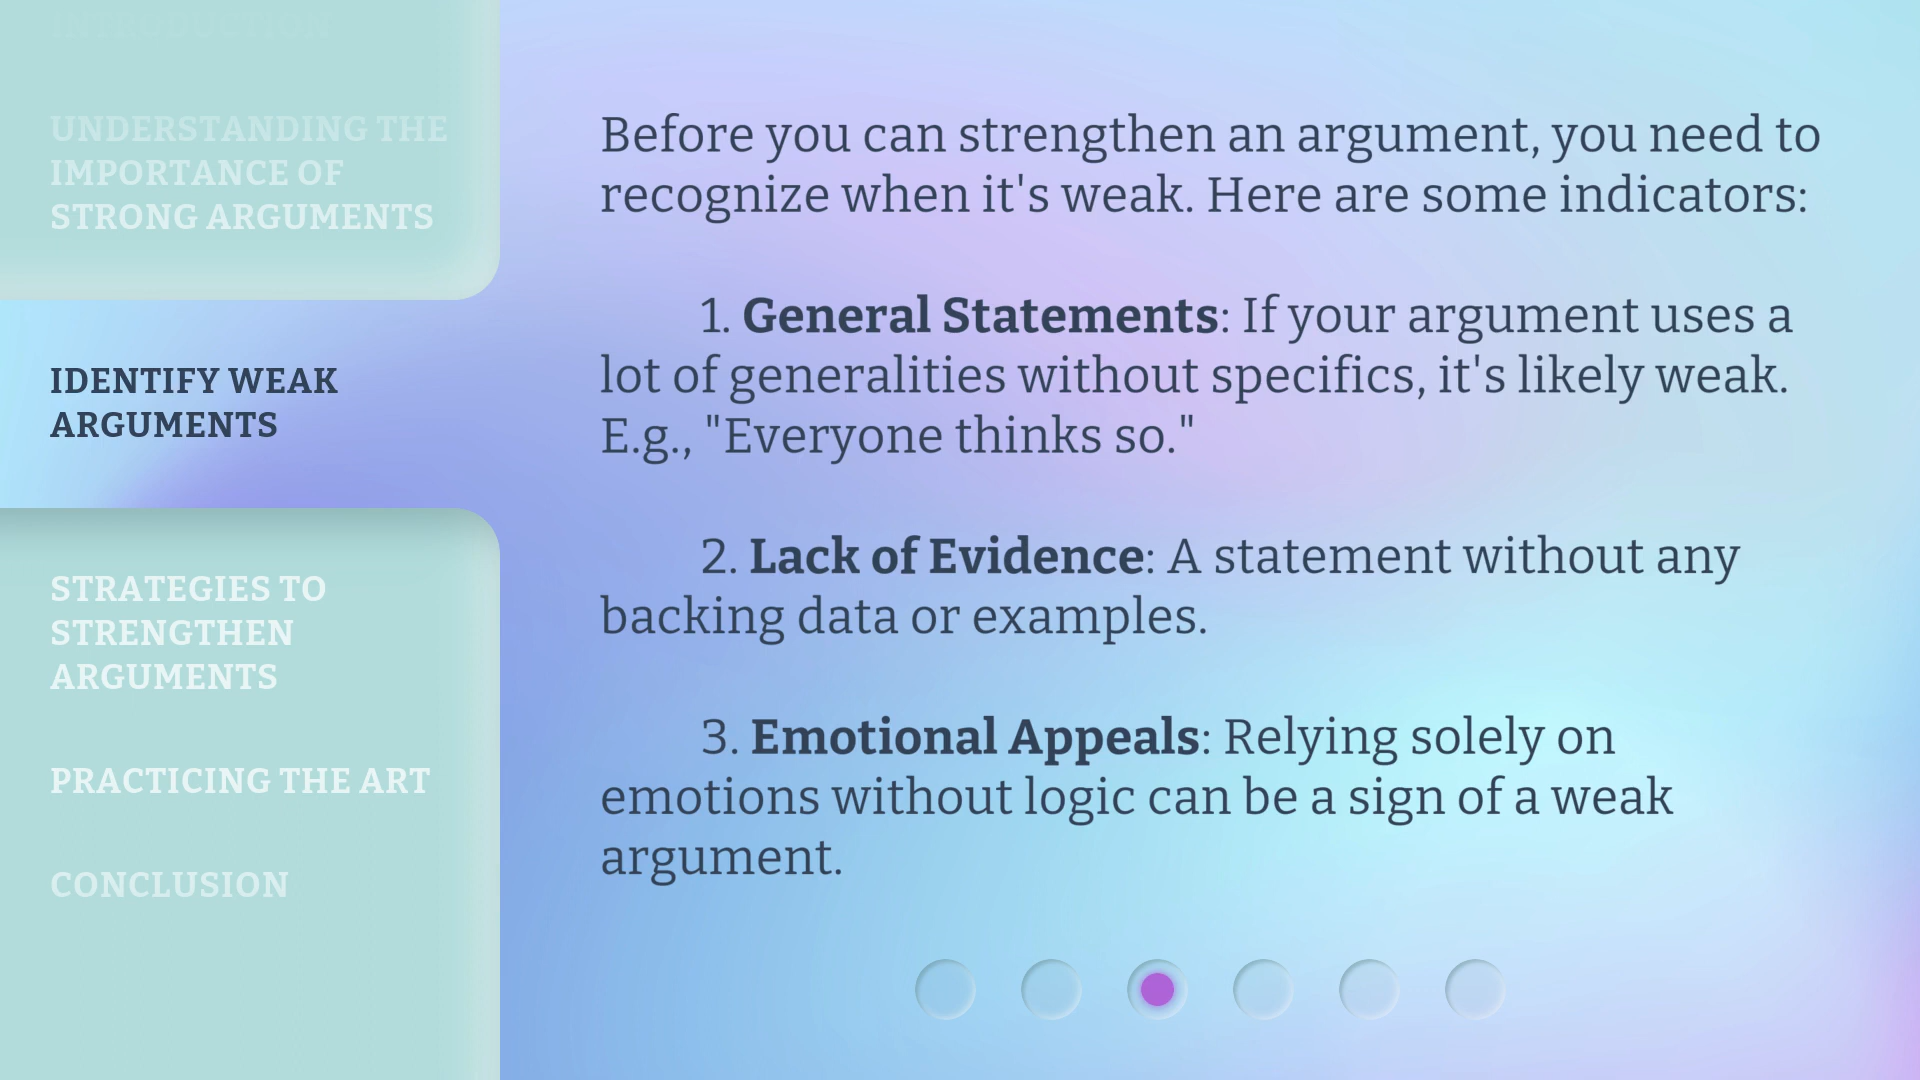 INTRODUCTION
UNDERSTANDING THE
IMPORTANCE OF
STRONG ARGUMENTS
IDENTIFY WEAK
ARGUMENTS
STRATEGIES TO
STRENGTHEN
ARGUMENTS
PRACTICING THE ART
CONCLUSION
Before you can strengthen an argument, you need to
recognize when it's weak. Here are some indicators:
1. General Statements: If your argument uses a
lot of generalities without specifics, it's likely weak.
E.g., "Everyone thinks so."
2. Lack of Evidence: A statement without any
backing data or examples.
3. Emotional Appeals: Relying solely on
emotions without logic can be a sign of a weak
argument.